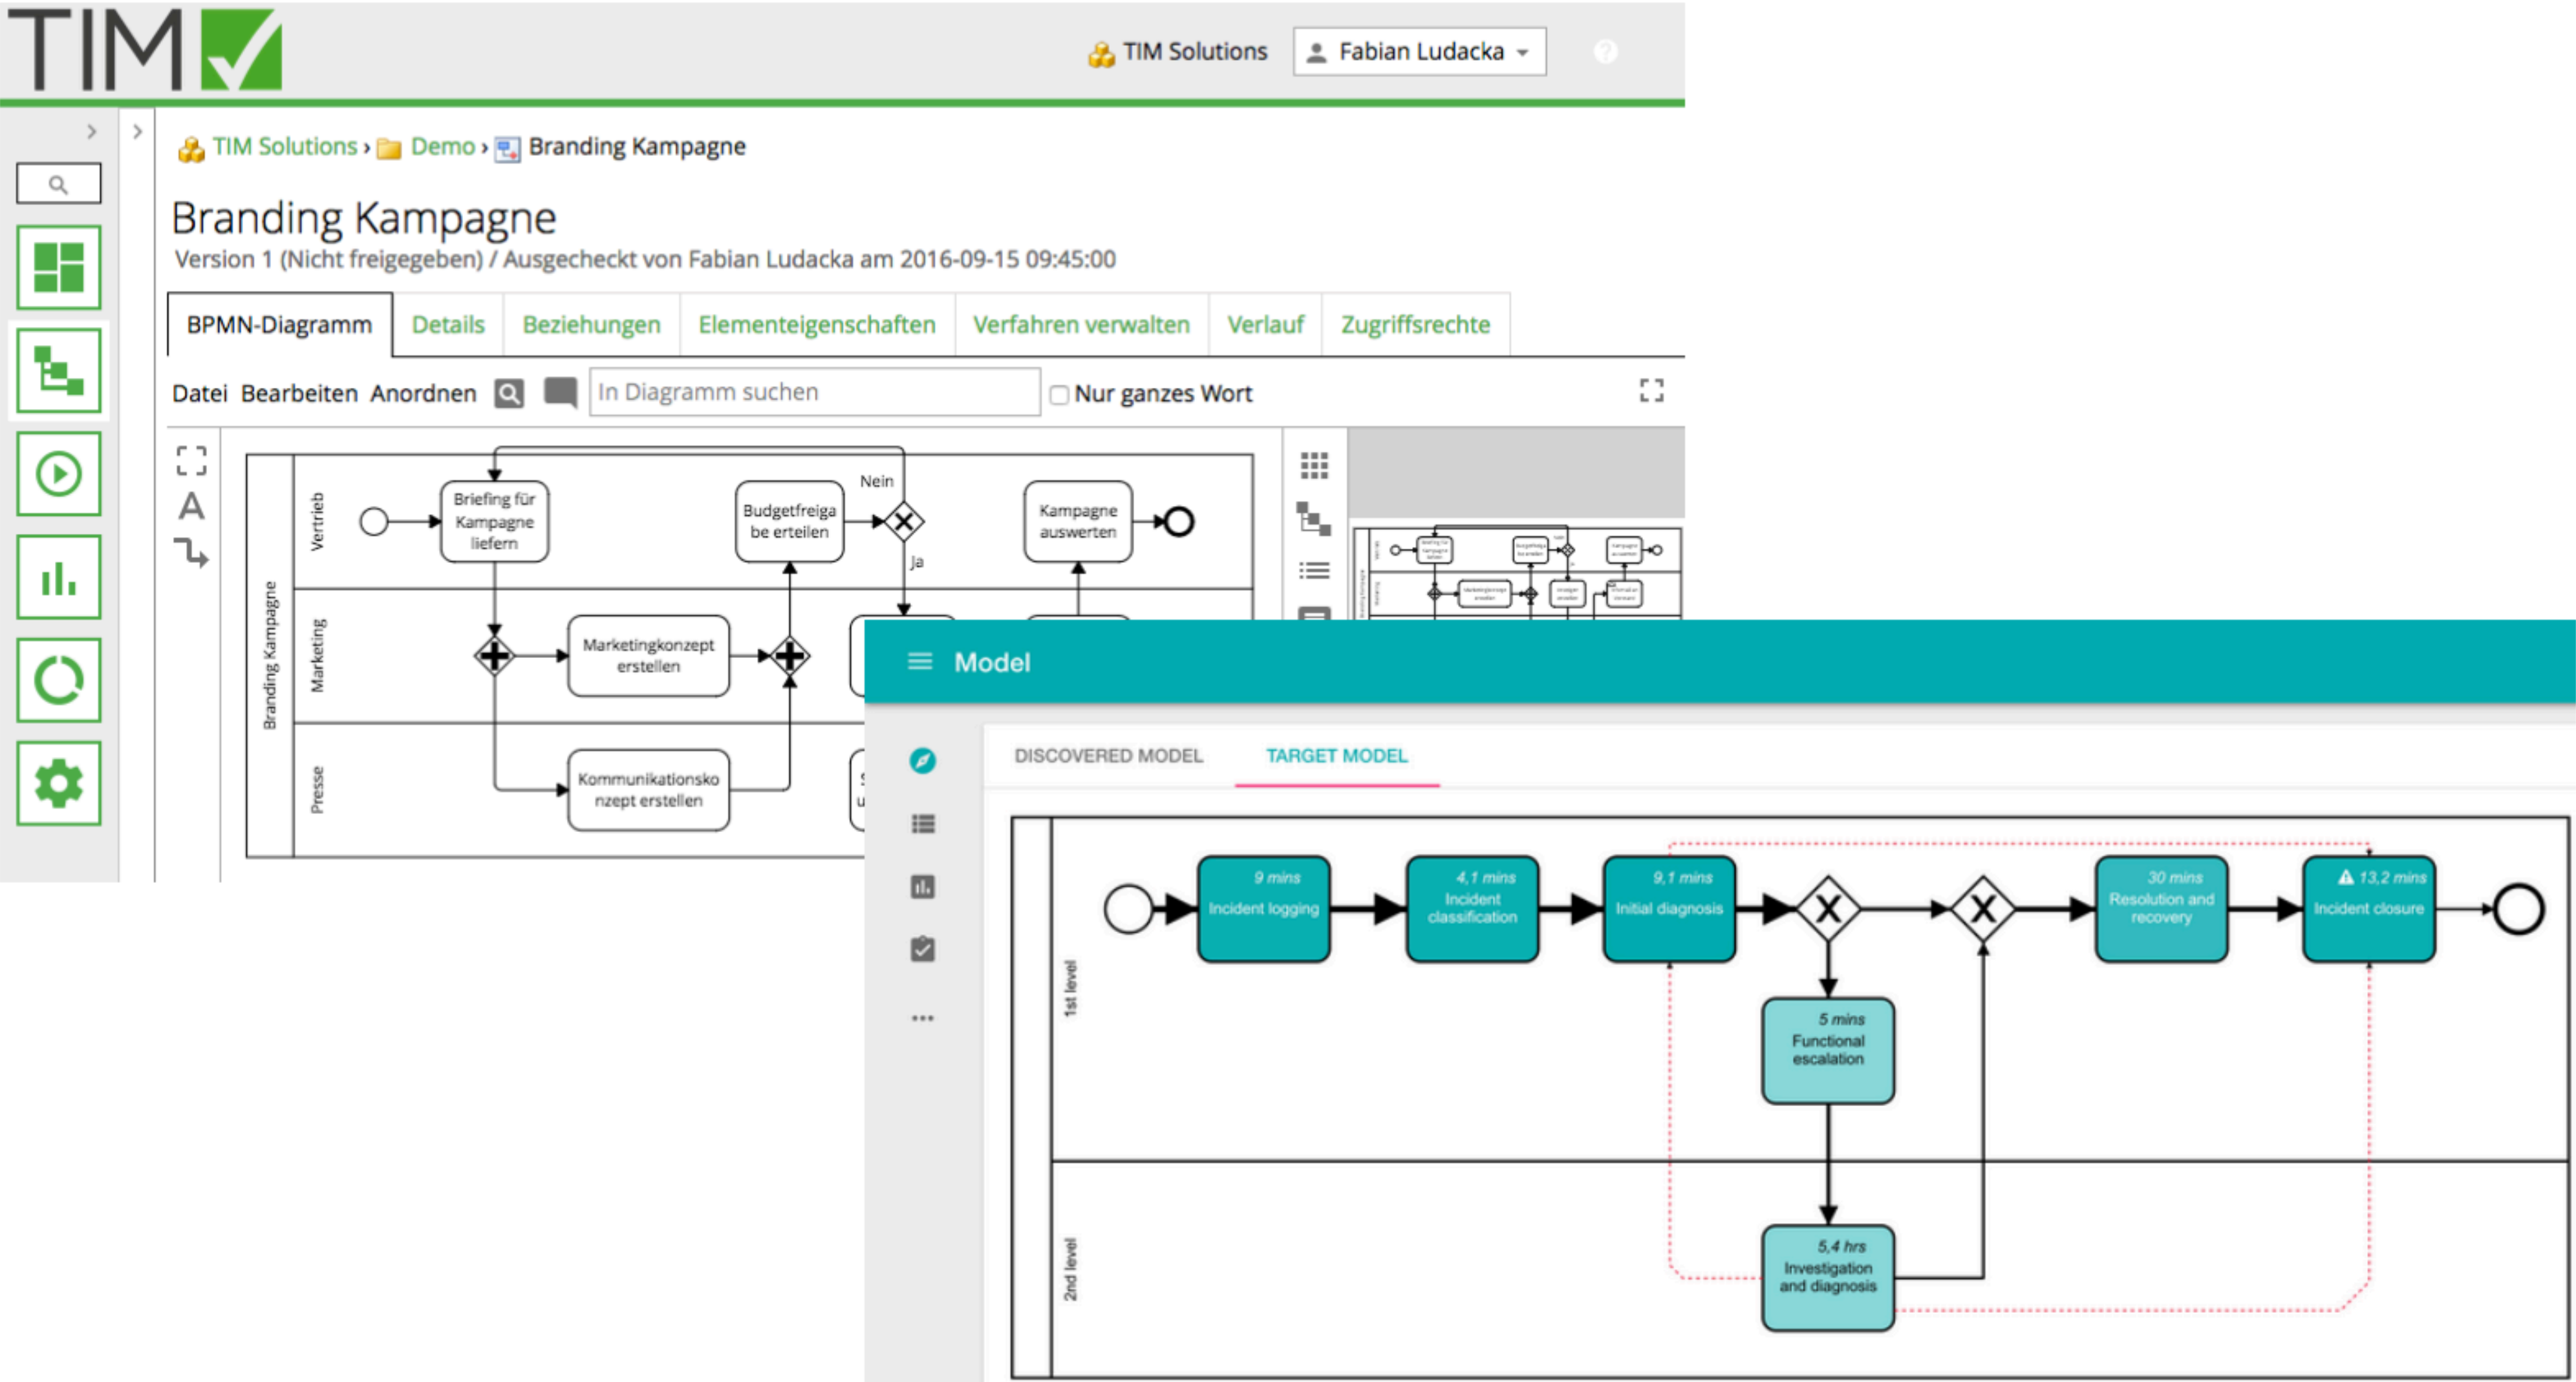 TIM
TIM Solutions
Fabian Ludacka
TIM Solutions › Demo › Branding Kampagne
Branding Kampagne
Version 1 (Nicht freigegeben) / Ausgecheckt von Fabian Ludacka am 2016-09-15 09:45:00
BPMN-Diagramm Details Beziehungen Elementeigenschaften Verfahren verwalten Verlauf Zugriffsrechte
Datei Bearbeiten Anordnen In Diagramm suchen Nur ganzes Wort
A
Branding Kampagne
Vertrieb
Briefing für
Kampagne
liefern
Budgetfreiga
be erteilen
Nein
Ja
Kampagne
auswerten
Marketing
Marketingkonzept
erstellen
Presse
Kommunikationsko
nzept erstellen
Model
DISCOVERED MODEL TARGET MODEL
1st level
9 mins
Incident logging
4,1 mins
Incident
classification
9,1 mins
Initial diagnosis
30 mins
Resolution and
recovery
13,2 mins
Incident closure
5 mins
Functional
escalation
2nd level
5,4 hrs
Investigation
and diagnosis